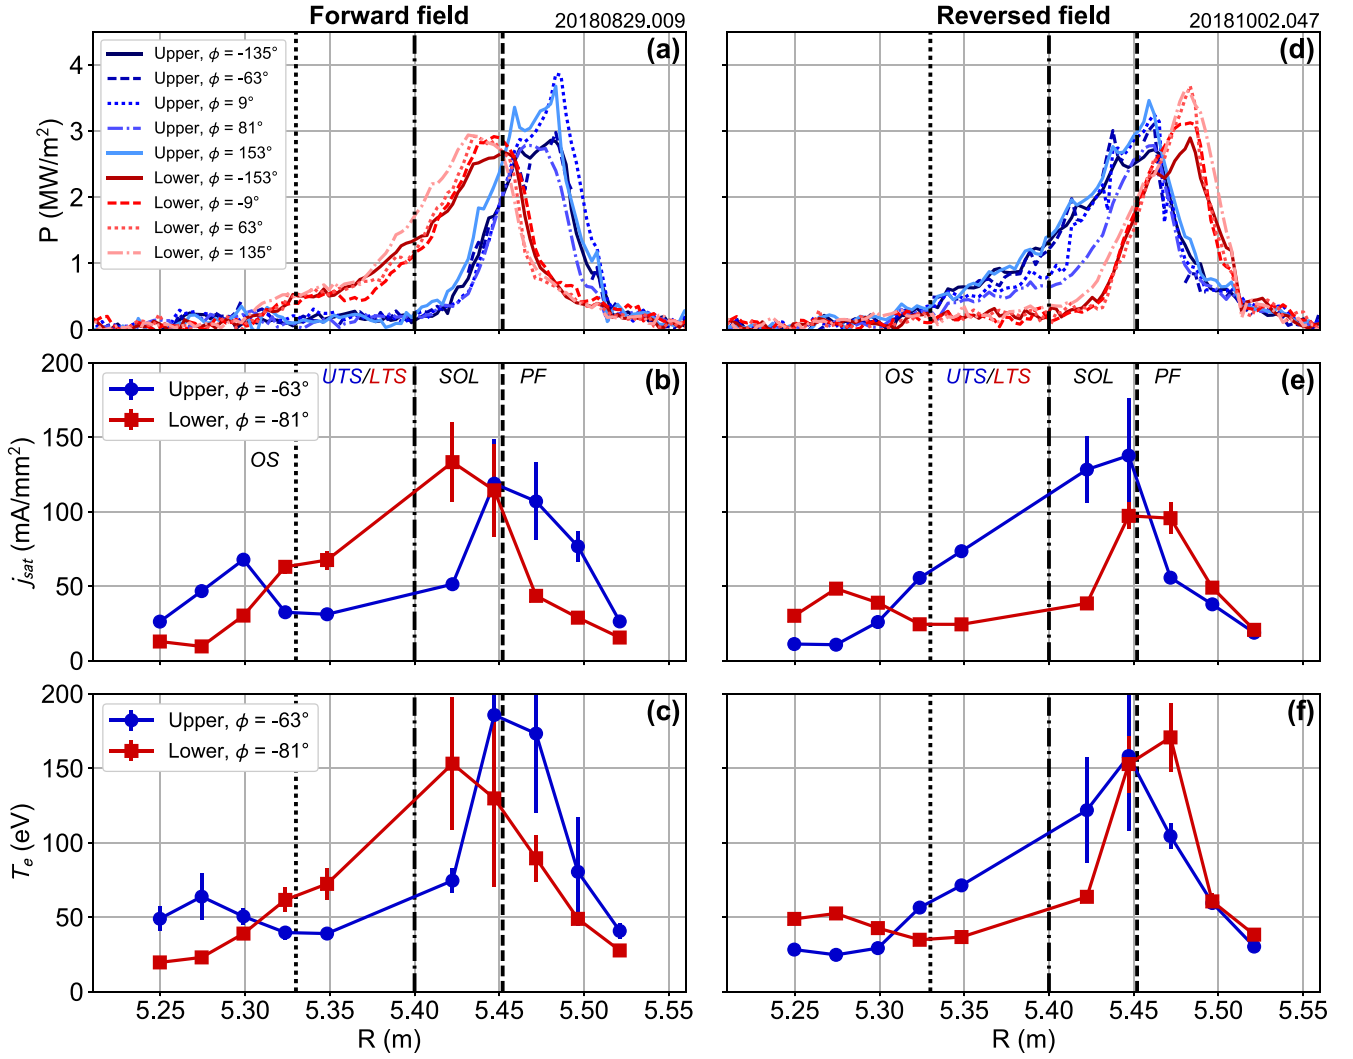 Forward field
20180829.009
(a)
Upper, ϕ = -135°
Upper, ϕ = -63°
Upper, ϕ = 9°
Upper, ϕ = 81°
Upper, ϕ = 153°
Lower, ϕ = -153°
Lower, ϕ = -9°
Lower, ϕ = 63°
Lower, ϕ = 135°
P (MW/m²)
4
3
2
1
0
Reversed field
20181002.047
(d)
200
150
100
50
0
j_sat (mA/mm²)
Upper, ϕ = -63°
Lower, ϕ = -81°
OS
UTS/LTS
SOL
PF
(b)
OS
UTS/LTS
SOL
PF
(e)
200
150
100
50
0
T_e (eV)
Upper, ϕ = -63°
Lower, ϕ = -81°
(c)
(f)
5.25 5.30 5.35 5.40 5.45 5.50 5.55
R (m)
5.25 5.30 5.35 5.40 5.45 5.50 5.55
R (m)